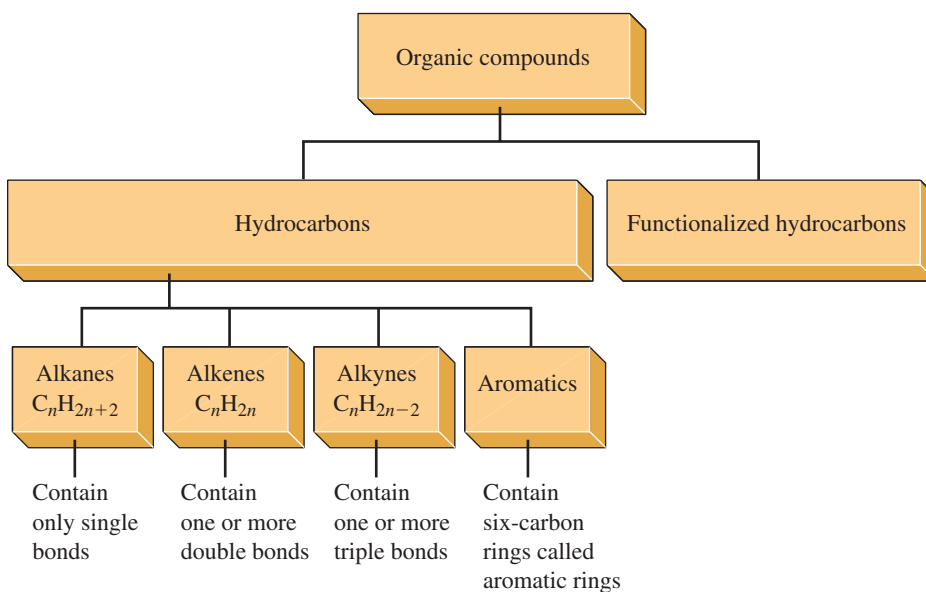 Organic compounds
Hydrocarbons
Functionalized hydrocarbons
Alkanes
CₙH₂ₙ₊₂
Alkenes
CₙH₂ₙ
Alkynes
CₙH₂ₙ₋₂
Aromatics
Contain
only single
bonds
Contain
one or more
double bonds
Contain
one or more
triple bonds
Contain
six-carbon
rings called
aromatic rings